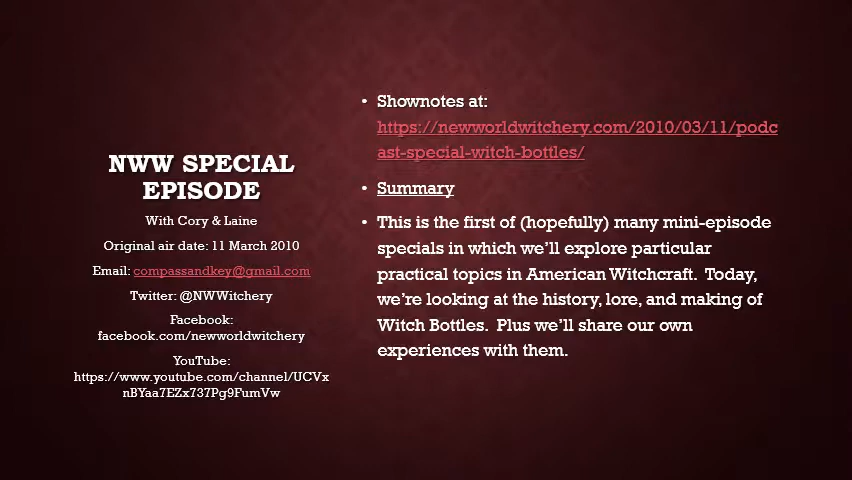 NWW SPECIAL
EPISODE
With Cory & Laine
Original air date: 11 March 2010
Email: compassandkey@gmail.com
Twitter: @NWWitchery
Facebook:
facebook.com/newworldwitchery
YouTube:
https://www.youtube.com/channel/UCVx
nBYaa7EZx737Pg9FumVw
• Shownotes at:
https://newworldwitchery.com/2010/03/11/podc
ast-special-witch-bottles/
• Summary
• This is the first of (hopefully) many mini-episode
specials in which we'll explore particular
practical topics in American Witchcraft.  Today,
we're looking at the history, lore, and making of
Witch Bottles.  Plus we'll share our own
experiences with them.